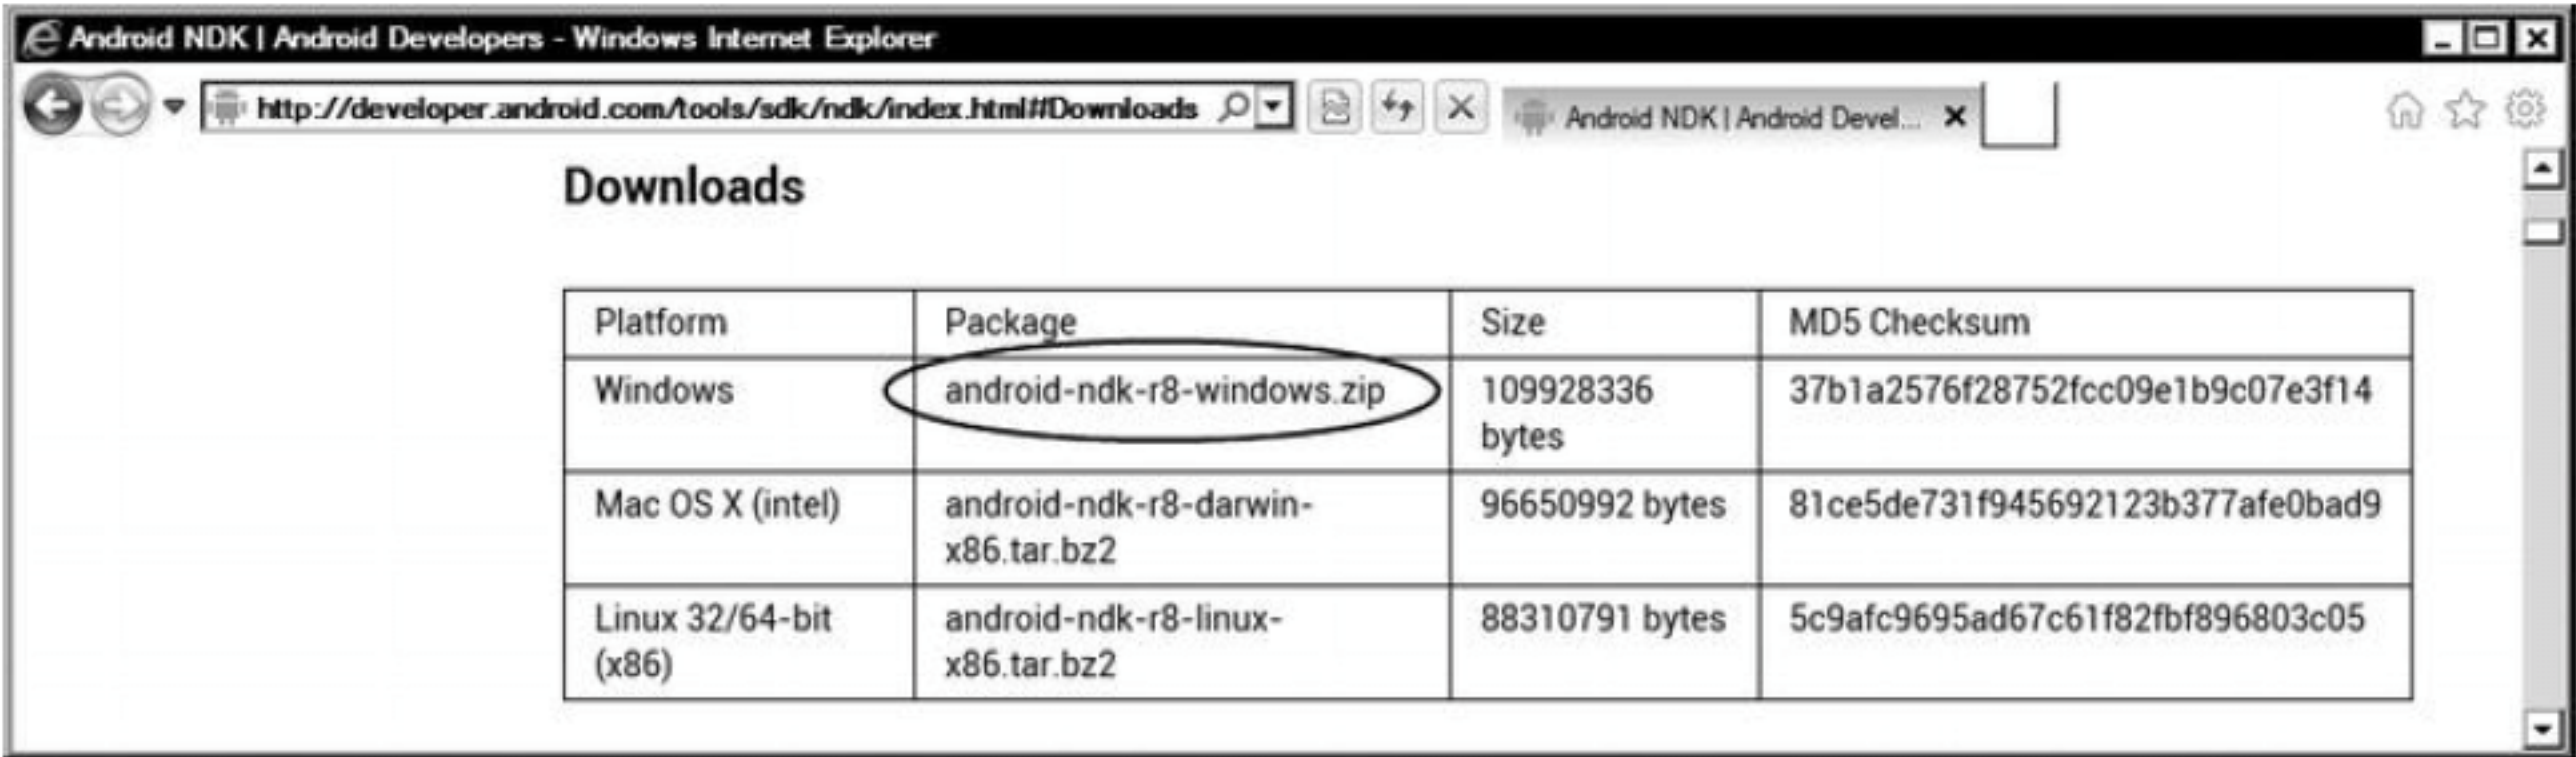 Android NDK | Android Developers - Windows Internet Explorer
http://developer.android.com/tools/sdk/ndk/index.html#Downloads
Android NDK | Android Devel...
Downloads
Platform Package Size MD5 Checksum
Windows android-ndk-r8-windows.zip 109928336 37b1a2576f28752fcc09e1b9c07e3f14
bytes
Mac OS X (intel) android-ndk-r8-darwin- 96650992 bytes 81ce5de731f945692123b377afe0bad9
x86.tar.bz2
Linux 32/64-bit android-ndk-r8-linux- 88310791 bytes 5c9afc9695ad67c61f82fbf896803c05
(x86) x86.tar.bz2